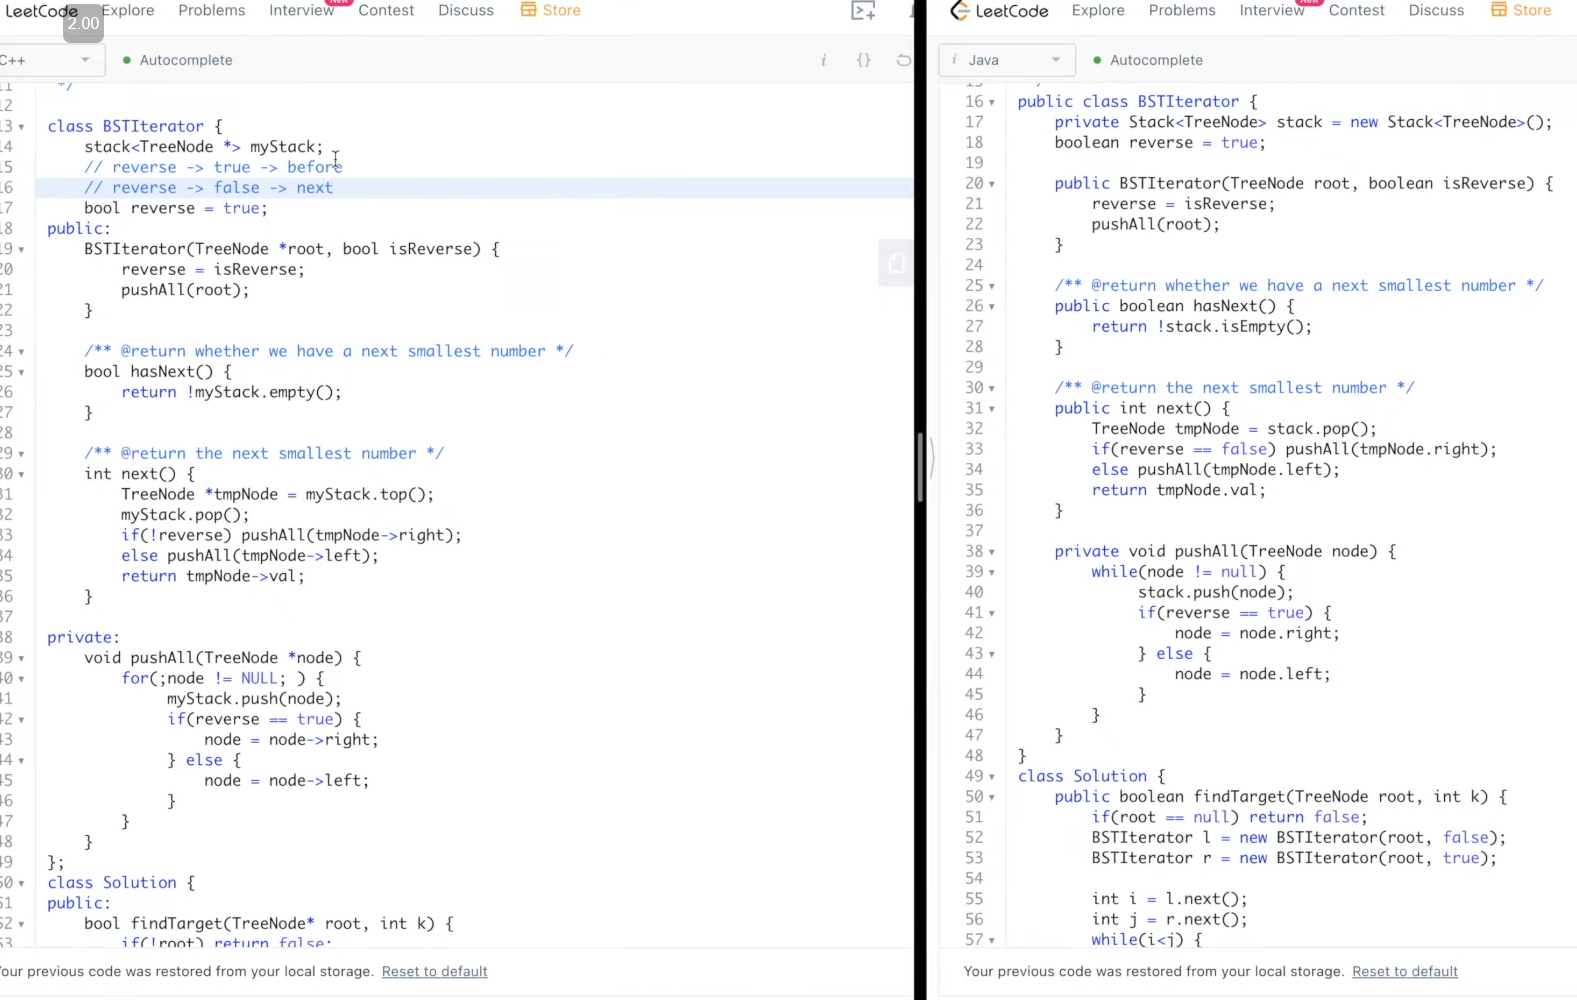 LeetCode Explore Problems Interview New Contest Discuss Store
2.00
C++ Autocomplete
11 */
12
13 class BSTIterator {
14 stack<TreeNode *> myStack;
15 // reverse -> true -> before
16 // reverse -> false -> next
17 bool reverse = true;
18 public:
19 BSTIterator(TreeNode *root, bool isReverse) {
20 reverse = isReverse;
21 pushAll(root);
22 }
23
24 /** @return whether we have a next smallest number */
25 bool hasNext() {
26 return !myStack.empty();
27 }
28
29 /** @return the next smallest number */
30 int next() {
31 TreeNode *tmpNode = myStack.top();
32 myStack.pop();
33 if(!reverse) pushAll(tmpNode->right);
34 else pushAll(tmpNode->left);
35 return tmpNode->val;
36 }
37
38 private:
39 void pushAll(TreeNode *node) {
40 for(;node != NULL; ) {
41 myStack.push(node);
42 if(reverse == true) {
43 node = node->right;
44 } else {
45 node = node->left;
46 }
47 }
48 }
49 };
50 class Solution {
51 public:
52 bool findTarget(TreeNode* root, int k) {
53 if(!root) return false;
Your previous code was restored from your local storage. Reset to default
LeetCode Explore Problems Interview New Contest Discuss Store
i Java Autocomplete
15 */
16 public class BSTIterator {
17 private Stack<TreeNode> stack = new Stack<TreeNode>();
18 boolean reverse = true;
19
20 public BSTIterator(TreeNode root, boolean isReverse) {
21 reverse = isReverse;
22 pushAll(root);
23 }
24
25 /** @return whether we have a next smallest number */
26 public boolean hasNext() {
27 return !stack.isEmpty();
28 }
29
30 /** @return the next smallest number */
31 public int next() {
32 TreeNode tmpNode = stack.pop();
33 if(reverse == false) pushAll(tmpNode.right);
34 else pushAll(tmpNode.left);
35 return tmpNode.val;
36 }
37
38 private void pushAll(TreeNode node) {
39 while(node != null) {
40 stack.push(node);
41 if(reverse == true) {
42 node = node.right;
43 } else {
44 node = node.left;
45 }
46 }
47 }
48 }
49 class Solution {
50 public boolean findTarget(TreeNode root, int k) {
51 if(root == null) return false;
52 BSTIterator l = new BSTIterator(root, false);
53 BSTIterator r = new BSTIterator(root, true);
54
55 int i = l.next();
56 int j = r.next();
57 while(i<j) {
Your previous code was restored from your local storage. Reset to default